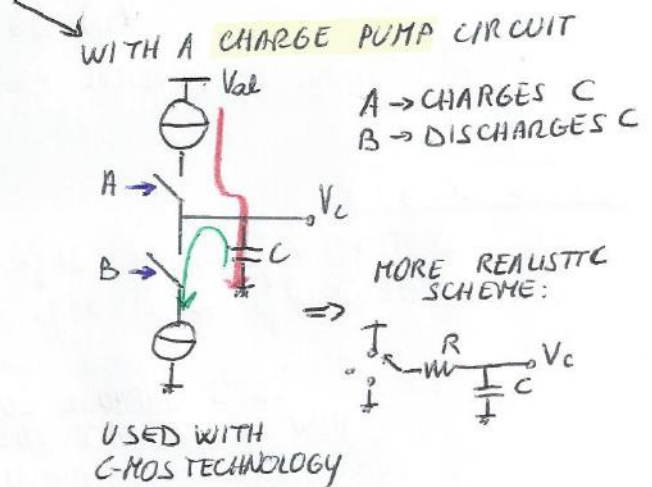 WITH A CHARGE PUMP CIRCUIT
Val
A → CHARGES C
B → DISCHARGES C
A →
Vc
B →
C
MORE REALISTIC
SCHEME:
⇒
R
Vc
C
USED WITH
C-MOS TECHNOLOGY